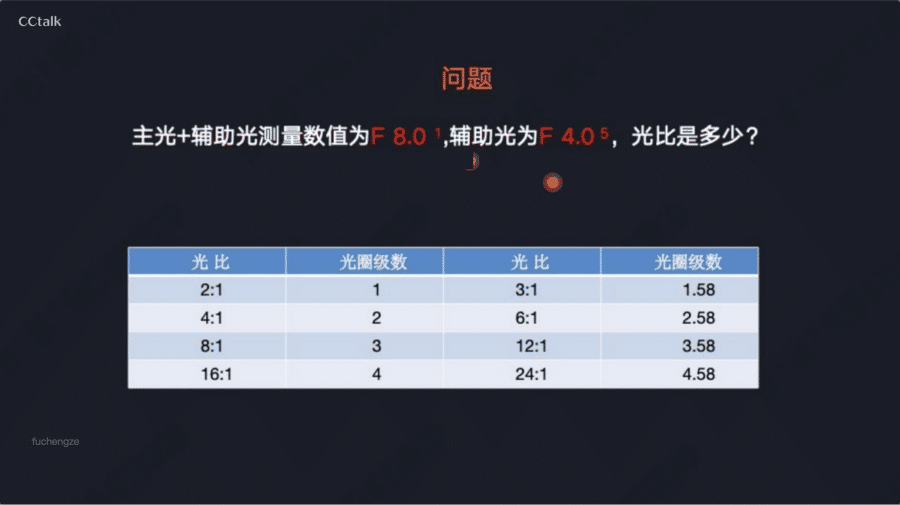 CCtalk
问题
主光+辅助光测量数值为F 8.0 ¹,辅助光为F 4.0 ⁵，光比是多少?
光 比 光圈级数 光 比 光圈级数
2:1 1 3:1 1.58
4:1 2 6:1 2.58
8:1 3 12:1 3.58
16:1 4 24:1 4.58
fuchengze